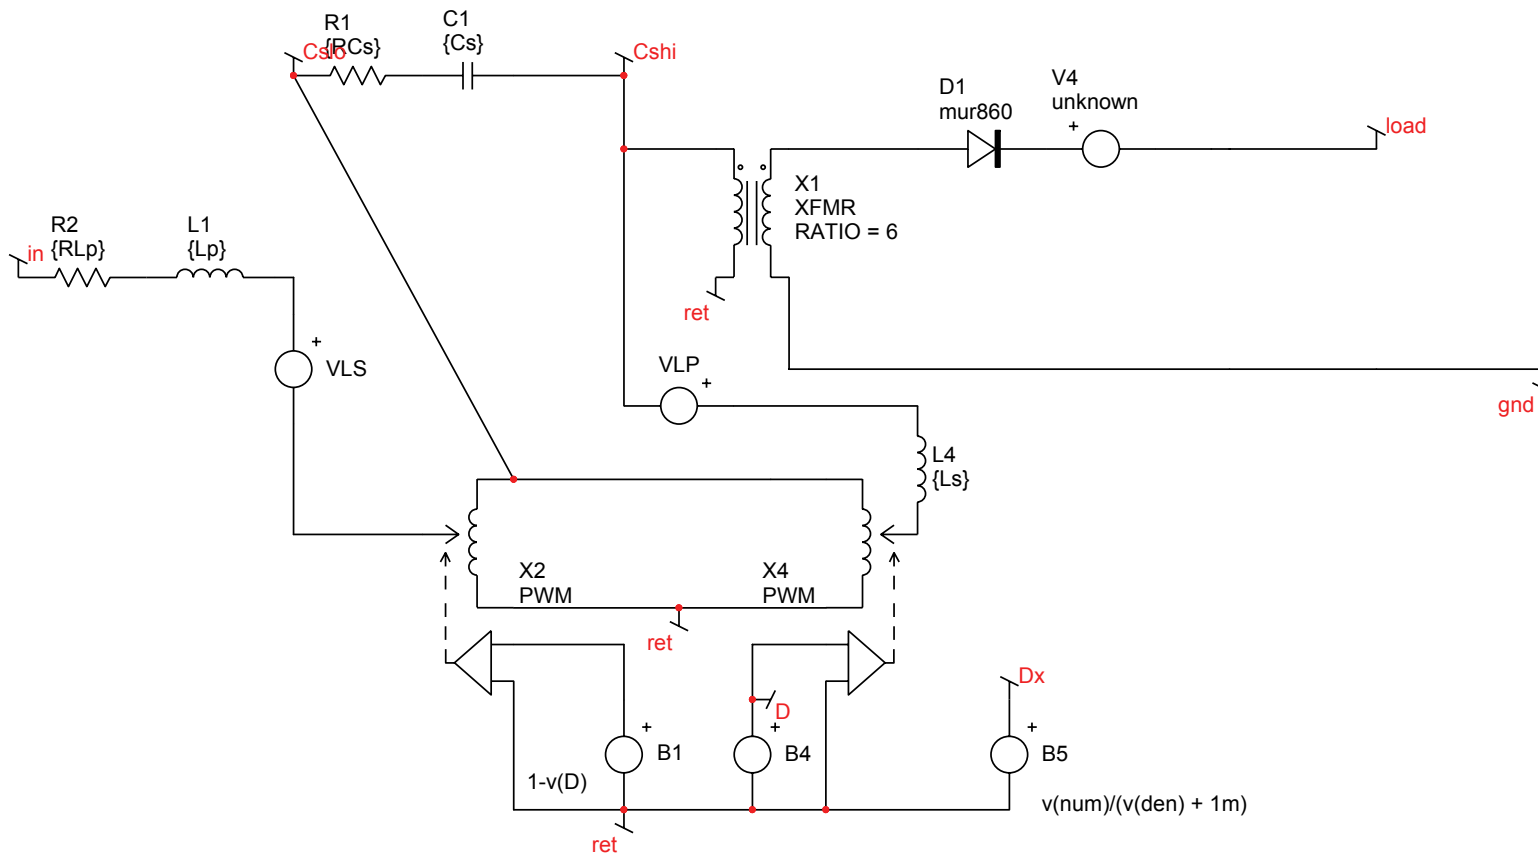 R1
{RCs}
Cslo
C1
{Cs}
Cshi
D1
mur860
V4
unknown
+
load
X1
XFMR
RATIO = 6
R2
{RLp}
in
L1
{Lp}
ret
+
VLS
VLP
+
gnd
L4
{Ls}
X2
PWM
X4
PWM
ret
Dx
D
+
B1
+
B4
+
B5
1-v(D)
v(num)/(v(den) + 1m)
ret